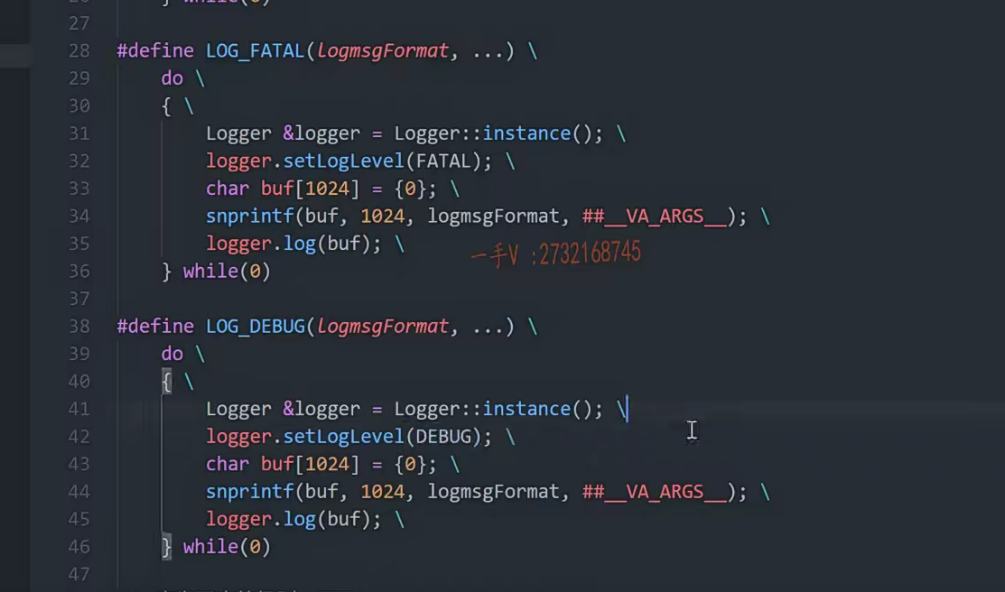 27
28 #define LOG_FATAL(logmsgFormat, ...) \
29     do \
30     { \
31         Logger &logger = Logger::instance(); \
32         logger.setLogLevel(FATAL); \
33         char buf[1024] = {0}; \
34         snprintf(buf, 1024, logmsgFormat, ##__VA_ARGS__); \
35         logger.log(buf); \
一手V :2732168745
36     } while(0)
37
38 #define LOG_DEBUG(logmsgFormat, ...) \
39     do \
40     { \
41         Logger &logger = Logger::instance(); \
42         logger.setLogLevel(DEBUG); \
43         char buf[1024] = {0}; \
44         snprintf(buf, 1024, logmsgFormat, ##__VA_ARGS__); \
45         logger.log(buf); \
46     } while(0)
47